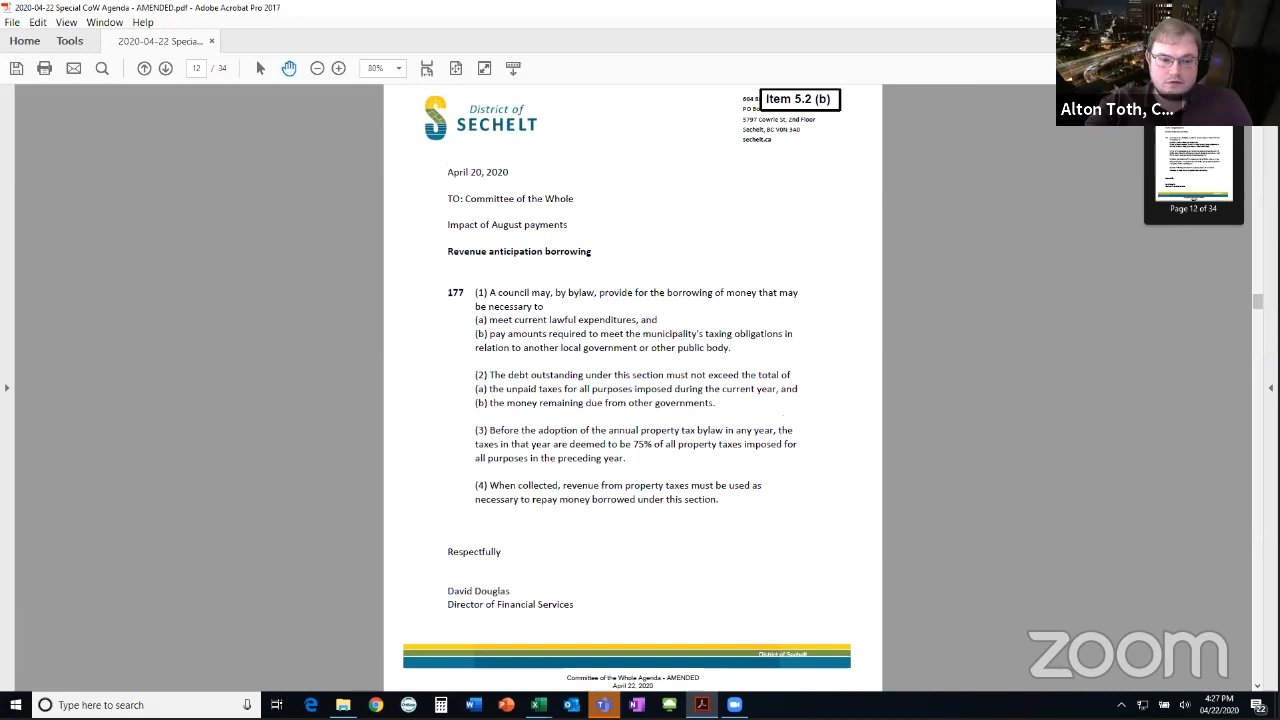 2020-04-22 Special CoW Agenda - AMENDED.pdf - Adobe Acrobat Pro 2017
File Edit View Window Help
Home Tools 2020-04-22 Specia... ×
12 / 34 80%
Alton Toth, C...
Page 12 of 34
Item 5.2 (b)
District of
SECHELT
604 8
PO Bo
5797 Cowrie St, 2nd Floor
Sechelt, BC V0N 3A0
sechelt.ca
April 22, 2020
TO: Committee of the Whole
Impact of August payments
Revenue anticipation borrowing
177 (1) A council may, by bylaw, provide for the borrowing of money that may
be necessary to
(a) meet current lawful expenditures, and
(b) pay amounts required to meet the municipality's taxing obligations in
relation to another local government or other public body.
(2) The debt outstanding under this section must not exceed the total of
(a) the unpaid taxes for all purposes imposed during the current year, and
(b) the money remaining due from other governments.
(3) Before the adoption of the annual property tax bylaw in any year, the
taxes in that year are deemed to be 75% of all property taxes imposed for
all purposes in the preceding year.
(4) When collected, revenue from property taxes must be used as
necessary to repay money borrowed under this section.
Respectfully
David Douglas
Director of Financial Services
District of Sechelt
Committee of the Whole Agenda - AMENDED
April 22, 2020
zoom
Type here to search
4:27 PM
04/22/2020
22